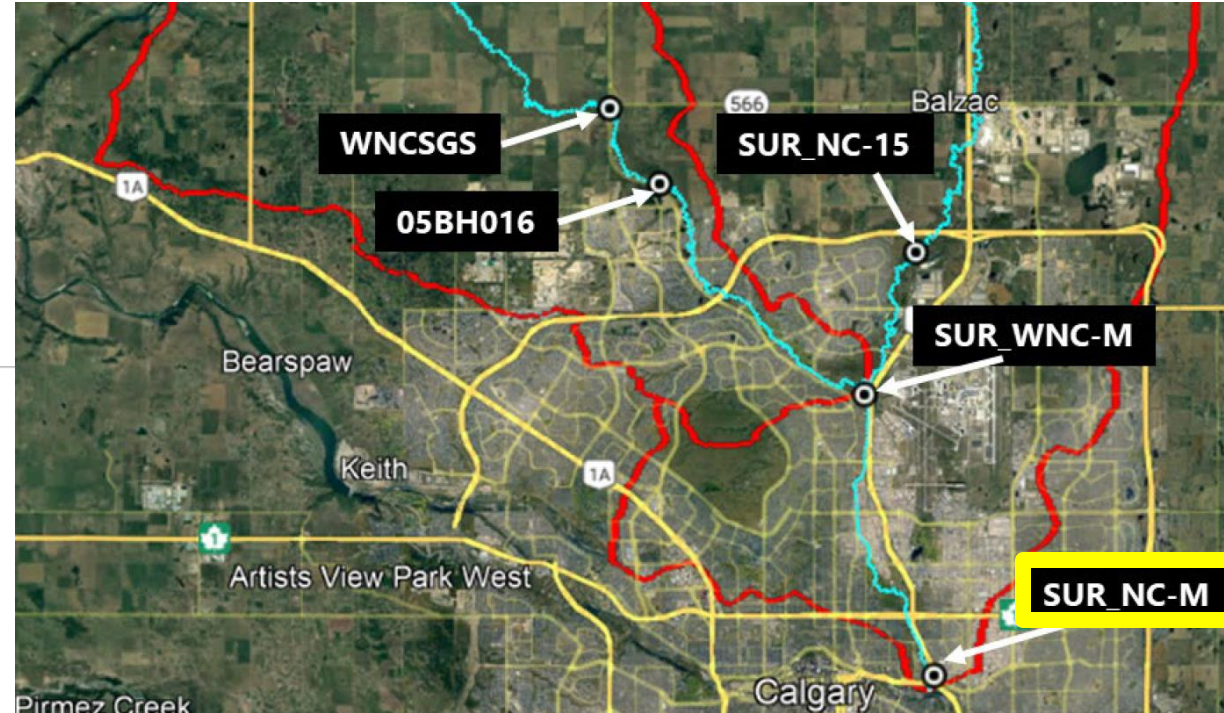 566
Balzac
WNCSGS
SUR_NC-15
1A
05BH016
SUR_WNC-M
Bearspaw
Keith
1A
1
Artists View Park West
SUR_NC-M
Calgary
Pirmez Creek